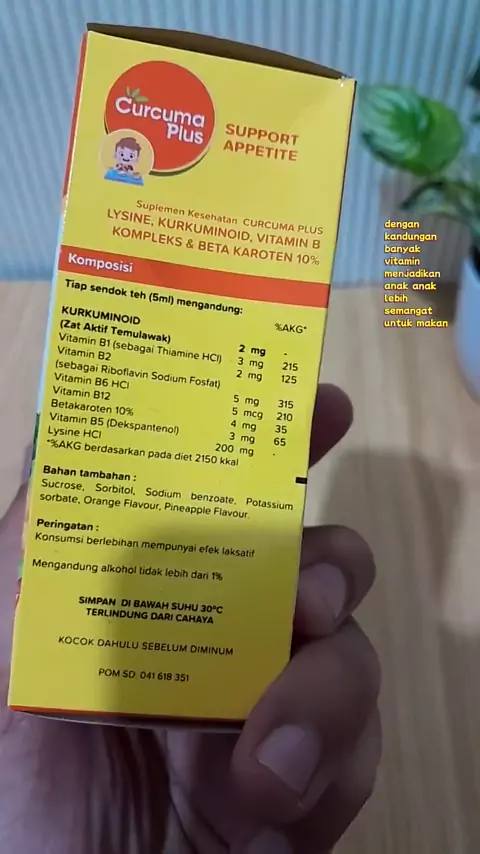 Curcuma
Plus
SUPPORT
APPETITE
Suplemen Kesehatan CURCUMA PLUS
LYSINE, KURKUMINOID, VITAMIN B
KOMPLEKS & BETA KAROTEN 10%
Komposisi
Tiap sendok teh (5ml) mengandung:
%AKG*
KURKUMINOID
(Zat Aktif Temulawak) 2 mg -
Vitamin B1 (sebagai Thiamine HCl) 3 mg 215
Vitamin B2 2 mg 125
(sebagai Riboflavin Sodium Fosfat)
Vitamin B6 HCl 5 mg 315
Vitamin B12 5 mcg 210
Betakaroten 10% 4 mg 35
Vitamin B5 (Dekspantenol) 3 mg 65
Lysine HCl 200 mg -
*%AKG berdasarkan pada diet 2150 kkal
Bahan tambahan :
Sucrose, Sorbitol, Sodium benzoate, Potassium
sorbate, Orange Flavour, Pineapple Flavour.
Peringatan :
Konsumsi berlebihan mempunyai efek laksatif
Mengandung alkohol tidak lebih dari 1%
SIMPAN DI BAWAH SUHU 30°C
TERLINDUNG DARI CAHAYA
KOCOK DAHULU SEBELUM DIMINUM
POM SD. 041 618 351
dengan
kandungan
banyak
vitamin
menjadikan
anak anak
lebih
semangat
untuk makan